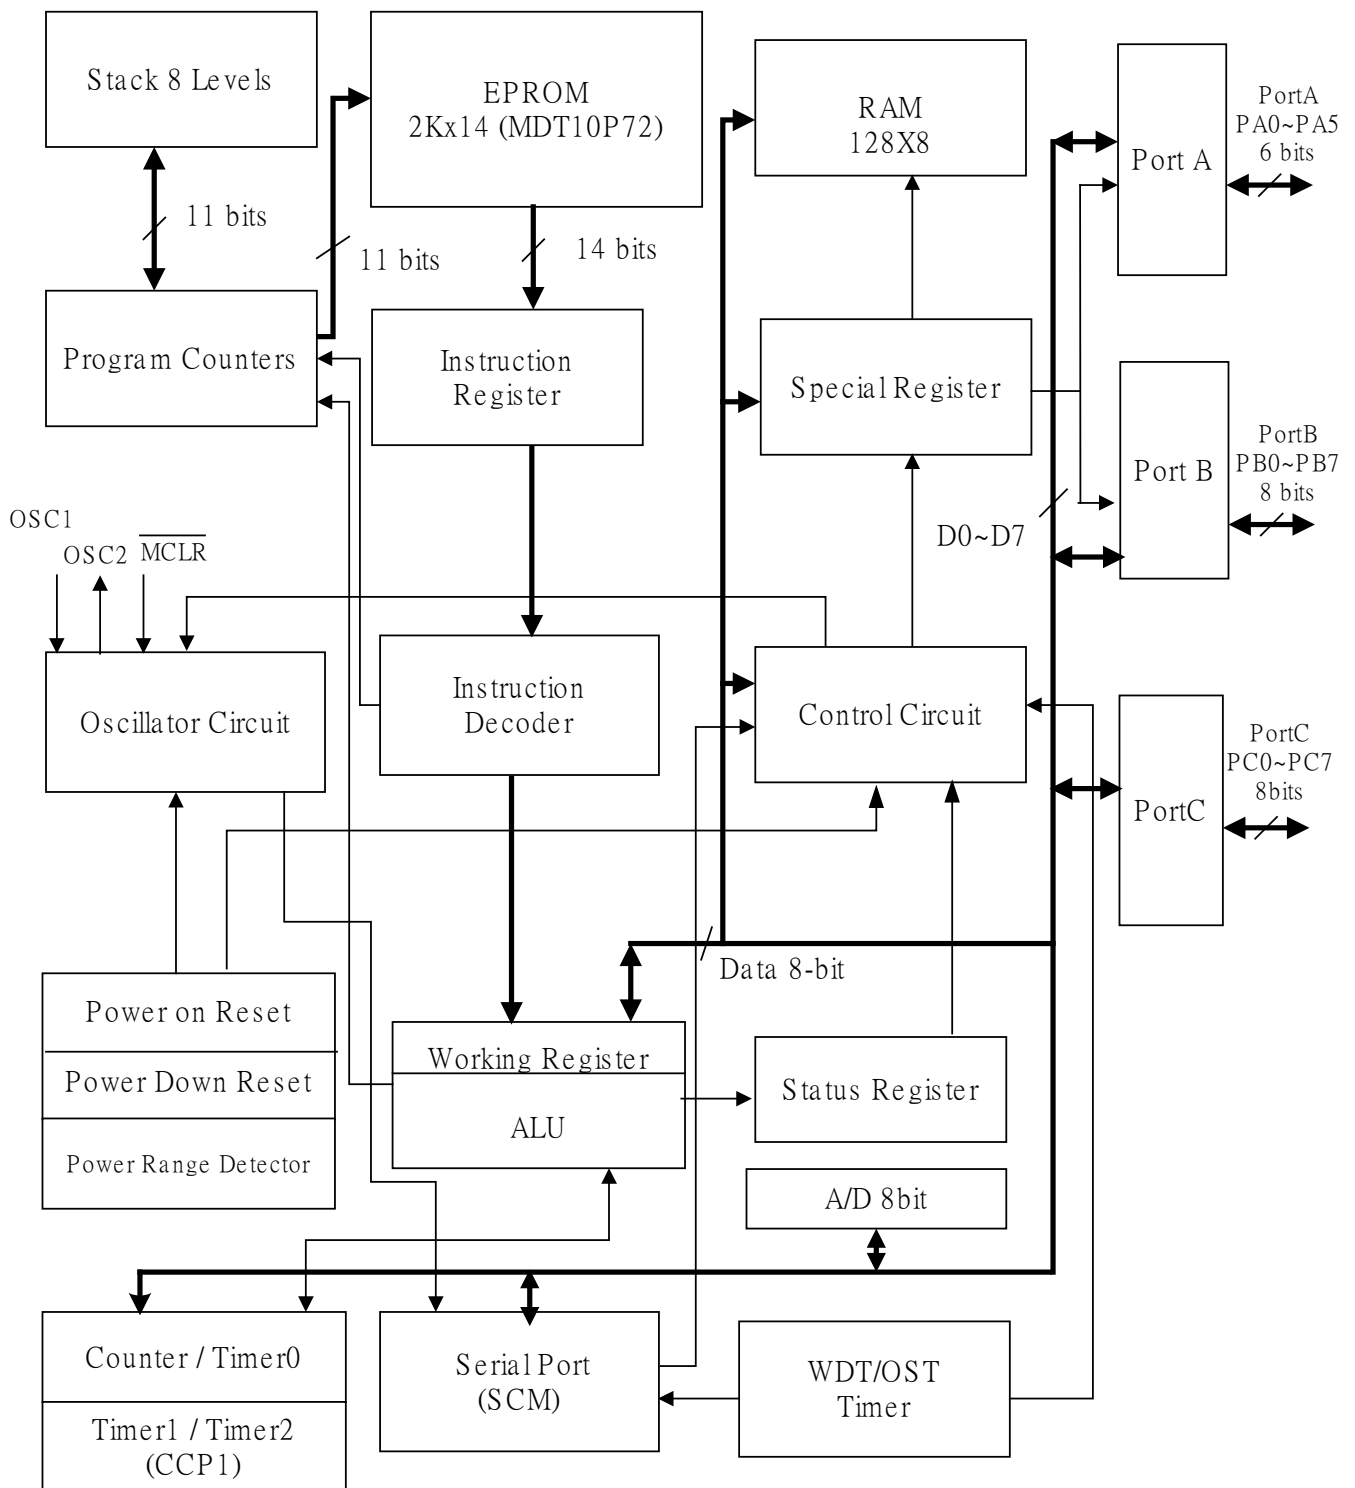 Stack 8 Levels
EPROM
2Kx14 (MDT10P72)
RAM
128X8
Port A
PortA
PA0~PA5
6 bits
11 bits
11 bits
14 bits
Program Counters
Instruction
Register
Special Register
Port B
PortB
PB0~PB7
8 bits
D0~D7
OSC1
OSC2
MCLR
Oscillator Circuit
Instruction
Decoder
Control Circuit
PortC
PortC
PC0~PC7
8bits
Data 8-bit
Power on Reset
Power Down Reset
Power Range Detector
Working Register
ALU
Status Register
A/D 8bit
Counter / Timer0
Timer1 / Timer2
(CCP1)
Serial Port
(SCM)
WDT/OST
Timer